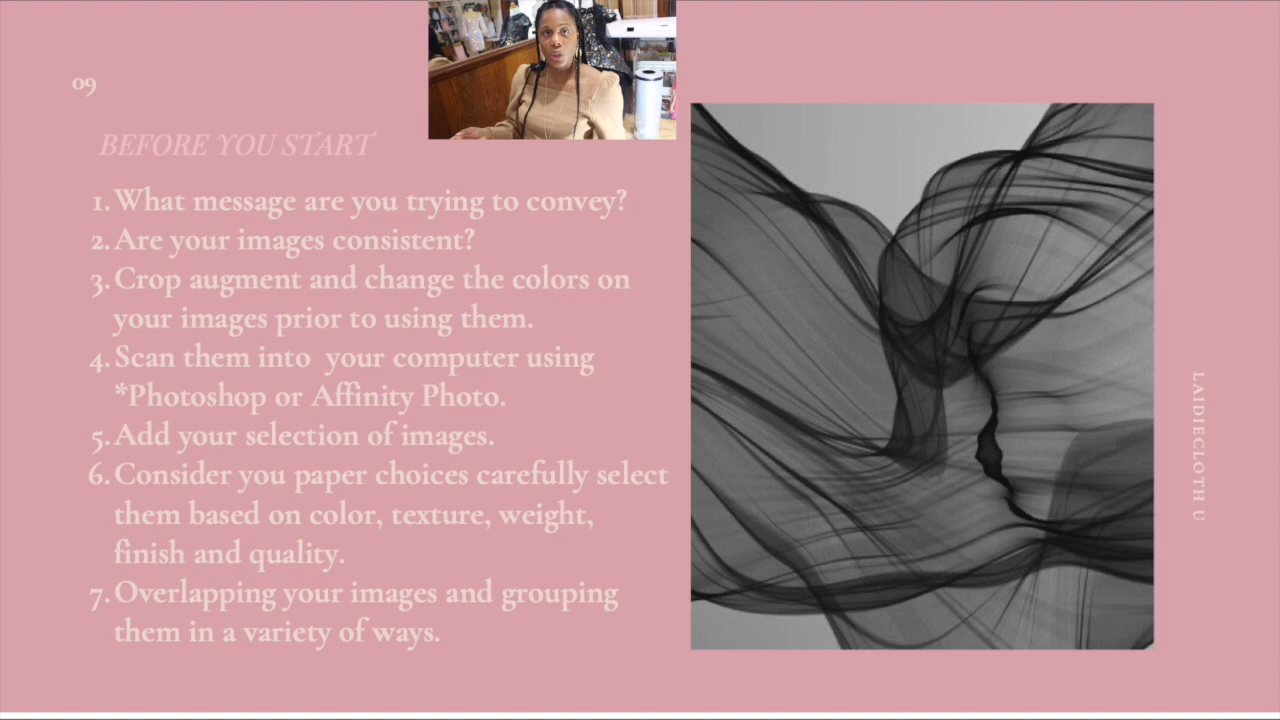 09
BEFORE YOU START
1. What message are you trying to convey?
2. Are your images consistent?
3. Crop augment and change the colors on
your images prior to using them.
4. Scan them into your computer using
*Photoshop or Affinity Photo.
5. Add your selection of images.
6. Consider you paper choices carefully select
them based on color, texture, weight,
finish and quality.
7. Overlapping your images and grouping
them in a variety of ways.
LAIDIECLOTH U